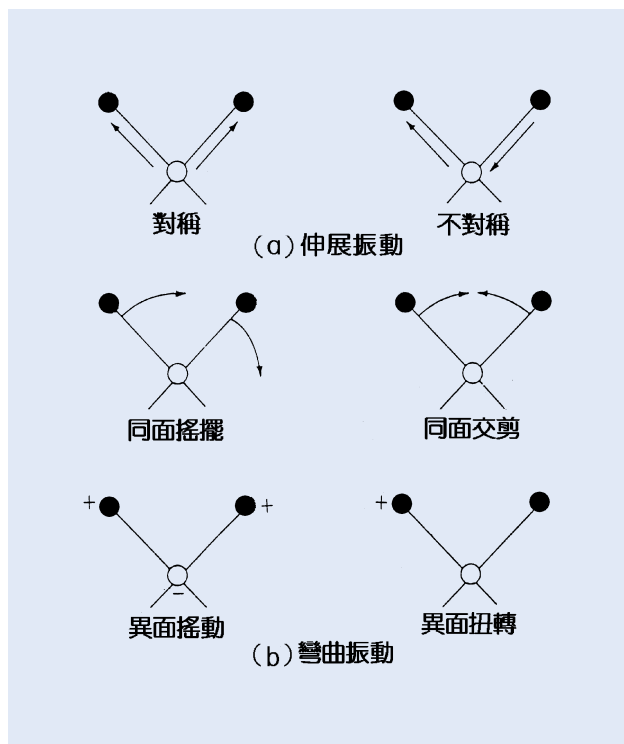 對稱 不對稱
(a)伸展振動
同面搖擺 同面交剪
+ + +
−
異面搖動 異面扭轉
(b)彎曲振動